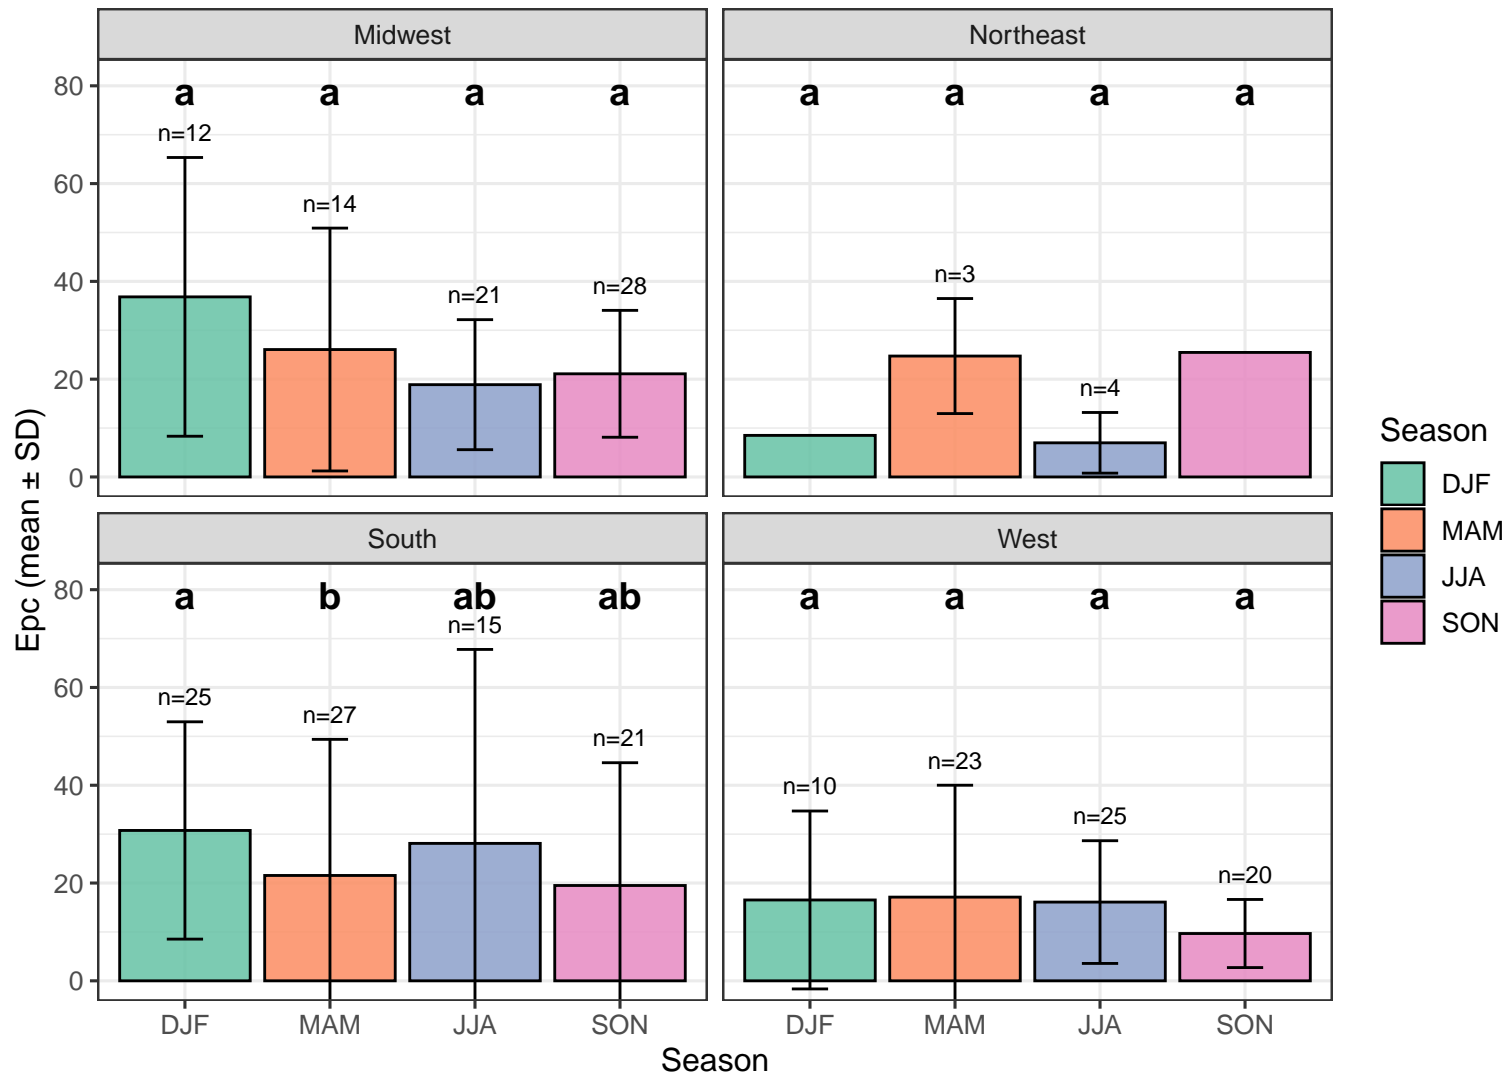 Midwest
Northeast
80
60
40
20
0
a a a a
n=12
n=14
n=21
n=28
a a a a
n=3
n=4
South
West
80
60
40
20
0
a b ab ab
n=25
n=27
n=15
n=21
a a a a
n=10
n=23
n=25
n=20
DJF MAM JJA SON
DJF MAM JJA SON
Season
Epc (mean ± SD)
Season
DJF
MAM
JJA
SON